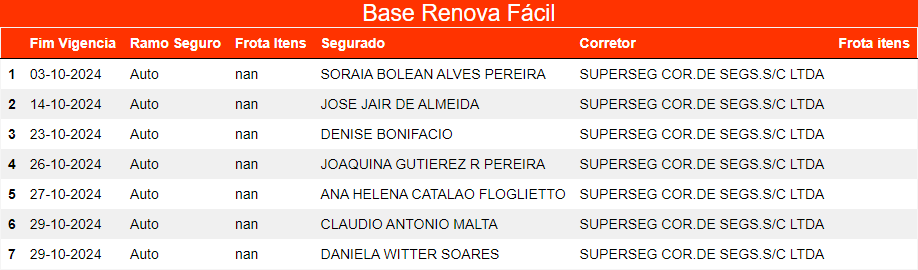 Base Renova Fácil
Fim Vigencia Ramo Seguro Frota Itens Segurado Corretor Frota itens
1 03-10-2024 Auto nan SORAIA BOLEAN ALVES PEREIRA SUPERSEG COR.DE SEGS.S/C LTDA
2 14-10-2024 Auto nan JOSE JAIR DE ALMEIDA SUPERSEG COR.DE SEGS.S/C LTDA
3 23-10-2024 Auto nan DENISE BONIFACIO SUPERSEG COR.DE SEGS.S/C LTDA
4 26-10-2024 Auto nan JOAQUINA GUTIEREZ R PEREIRA SUPERSEG COR.DE SEGS.S/C LTDA
5 27-10-2024 Auto nan ANA HELENA CATALAO FLOGLIETTO SUPERSEG COR.DE SEGS.S/C LTDA
6 29-10-2024 Auto nan CLAUDIO ANTONIO MALTA SUPERSEG COR.DE SEGS.S/C LTDA
7 29-10-2024 Auto nan DANIELA WITTER SOARES SUPERSEG COR.DE SEGS.S/C LTDA